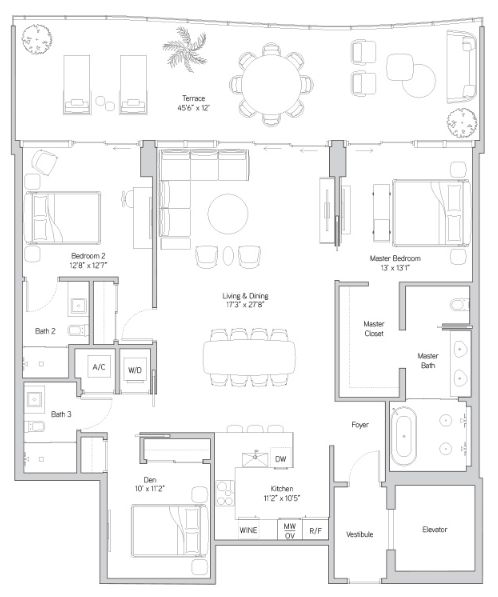 Terrace
45'6" x 12'
Bedroom 2
12'8" x 12'7"
Master Bedroom
13' x 13'1"
Living & Dining
17'3" x 27'8"
Bath 2
Master
Closet
Master
Bath
A/C
W/D
Bath 3
Foyer
Den
10' x 11'2"
DW
Kitchen
11'2" x 10'5"
WINE
MW
OV
R/F
Vestibule
Elevator